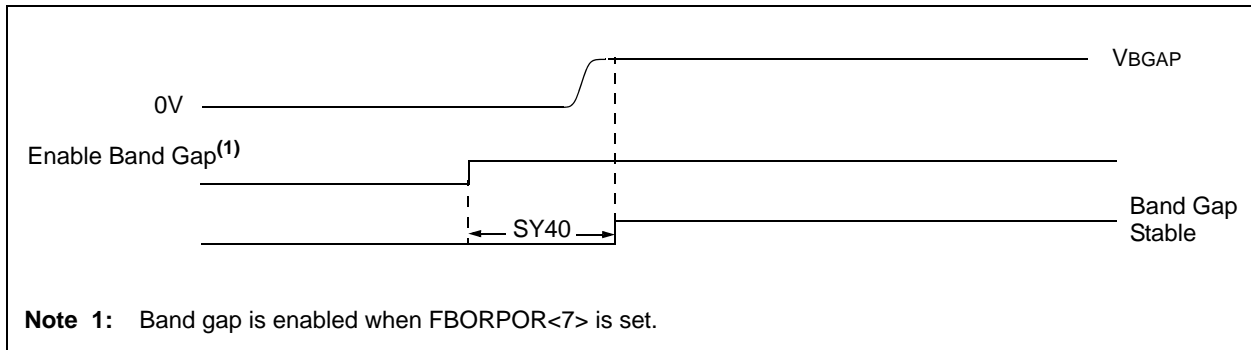 VBGAP
0V
Enable Band Gap(1)
SY40
Band Gap
Stable
Note 1: Band gap is enabled when FBORPOR<7> is set.